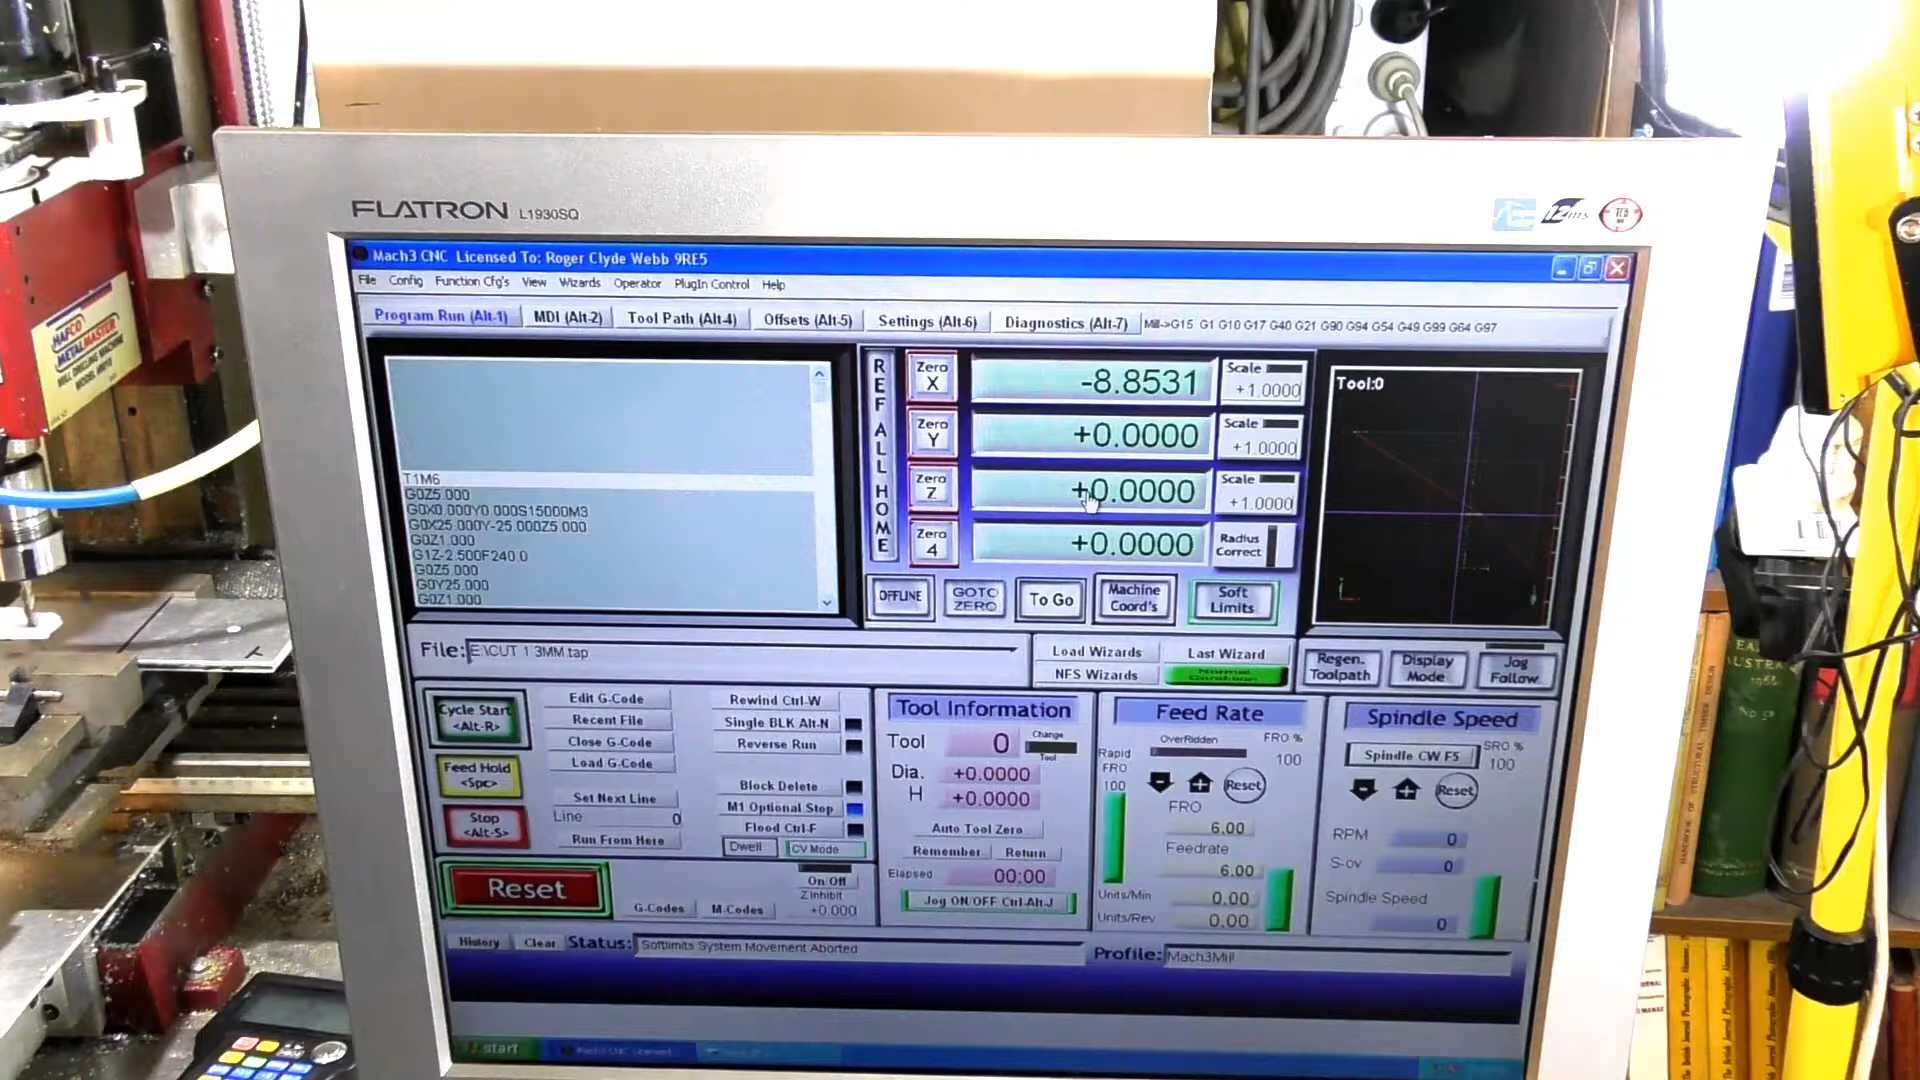 FLATRON L1930SQ
12ms
Mach3 CNC Licensed To: Roger Clyde Webb 9RE5
File Config Function Cfg's View Wizards Operator PlugIn Control Help
Program Run (Alt-1) MDI (Alt-2) Tool Path (Alt-4) Offsets (Alt-5) Settings (Alt-6) Diagnostics (Alt-7) Mill->G15 G1 G10 G17 G40 G21 G90 G94 G54 G49 G99 G64 G97
HAFCO
METALMASTER
MILL DRILLING MACHINE
T1M6
G0Z5.000
G0X0.000Y0.000S15000M3
G0X25.000Y-25.000Z5.000
G0Z1.000
G1Z-2.500F240.0
G0Z5.000
G0Y25.000
G0Z1.000
REF ALL HOME
Zero X -8.8531 Scale +1.0000
Zero Y +0.0000 Scale +1.0000
Zero Z +0.0000 Scale +1.0000
Zero 4 +0.0000 Radius Correct
OFFLINE GOTO ZERO To Go Machine Coord's Soft Limits
Tool:0
File: E:\CUT 1 3MM.tap
Load Wizards Last Wizard
NFS Wizards
Regen. Toolpath Display Mode Jog Follow
Cycle Start <Alt-R>
Feed Hold <Spc>
Stop <Alt-S>
Reset
Edit G-Code
Recent File
Close G-Code
Load G-Code
Set Next Line
Line 0
Run From Here
Rewind Ctrl-W
Single BLK Alt-N
Reverse Run
Block Delete
M1 Optional Stop
Flood Ctrl-F
Dwell CV Mode
On/Off
Z Inhibit
+0.000
G-Codes M-Codes
Tool Information
Tool 0 Change Tool
Dia. +0.0000
H +0.0000
Auto Tool Zero
Remember Return
Elapsed 00:00
Jog ON/OFF Ctrl-Alt-J
Feed Rate
OverRidden FRO %
100
Rapid FRO
100
Reset
FRO
6.00
Feedrate
6.00
Units/Min 0.00
Units/Rev 0.00
Spindle Speed
Spindle CW F5
SRO %
100
Reset
RPM 0
S-ov 0
Spindle Speed
0
History Clear Status: Softlimits System Movement Aborted
Profile: Mach3Mill
start